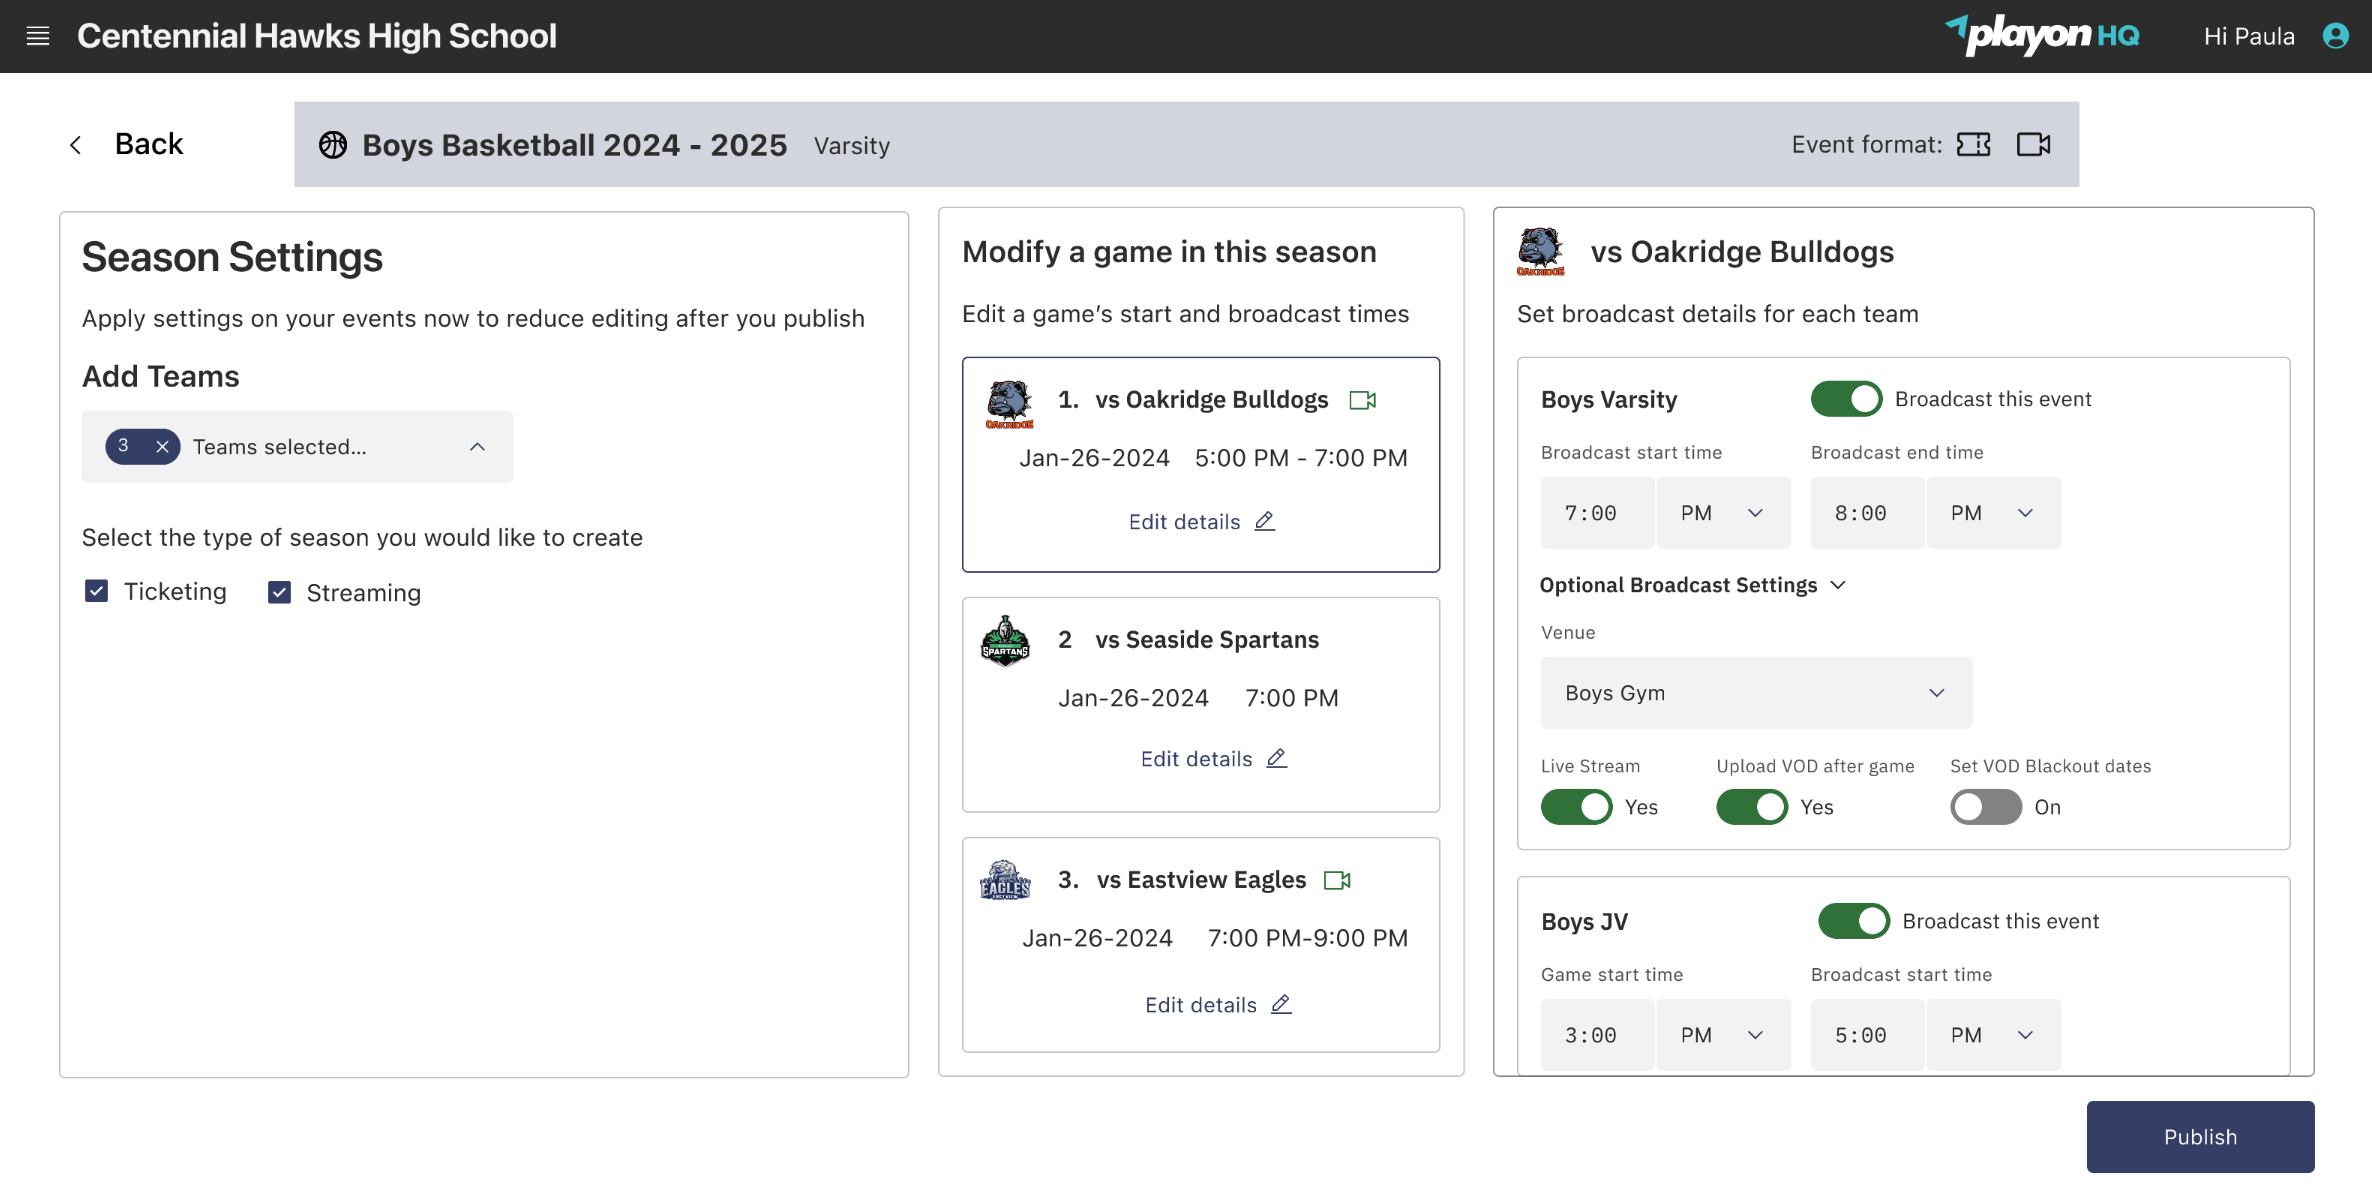 Centennial Hawks High School
playon HQ
Hi Paula
Back
Boys Basketball 2024 - 2025 Varsity
Event format:
Season Settings
Apply settings on your events now to reduce editing after you publish
Add Teams
3 Teams selected...
Select the type of season you would like to create
Ticketing Streaming
Modify a game in this season
Edit a game’s start and broadcast times
OAKRIDGE
1. vs Oakridge Bulldogs
Jan-26-2024 5:00 PM - 7:00 PM
Edit details
SPARTANS
2 vs Seaside Spartans
Jan-26-2024 7:00 PM
Edit details
EAGLES
EASTVIEW
3. vs Eastview Eagles
Jan-26-2024 7:00 PM-9:00 PM
Edit details
OAKRIDGE
vs Oakridge Bulldogs
Set broadcast details for each team
Boys Varsity Broadcast this event
Broadcast start time Broadcast end time
7:00 PM 8:00 PM
Optional Broadcast Settings
Venue
Boys Gym
Live Stream Upload VOD after game Set VOD Blackout dates
Yes Yes On
Boys JV Broadcast this event
Game start time Broadcast start time
3:00 PM 5:00 PM
Publish